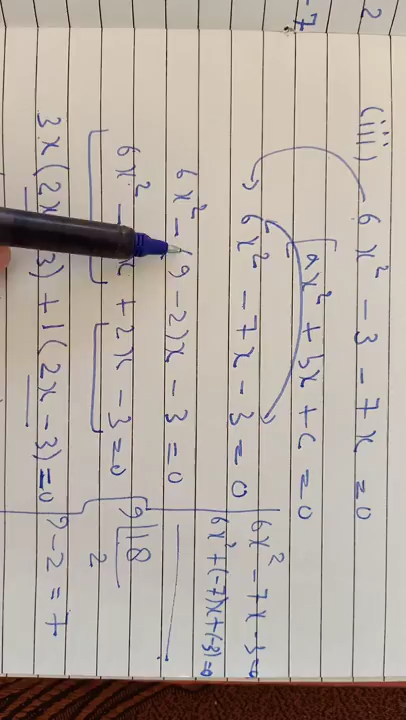 2
-7
(iii) 6x² - 3 - 7x = 0
ax² + bx + c = 0
6x² - 7x - 3 = 0
6x² - (9 - 2)x - 3 = 0
6x² - x + 2x - 3 = 0
3x(2x 3) + 1(2x - 3) = 0
6x² - 7x - 3 = 0
6x² + (-7)x + (-3) = 0
9 | 18
2
9 - 2 = 7